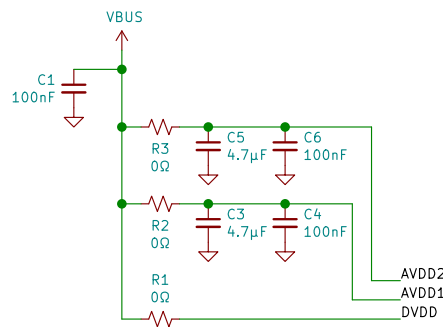 VBUS
C1
100nF
R3
0Ω
C5
4.7µF
C6
100nF
R2
0Ω
C3
4.7µF
C4
100nF
R1
0Ω
AVDD2
AVDD1
DVDD